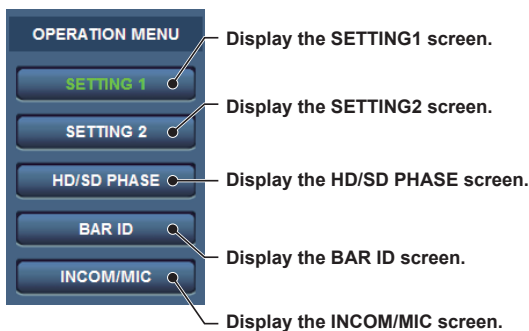 OPERATION MENU
Display the SETTING1 screen.
SETTING 1
Display the SETTING2 screen.
SETTING 2
HD/SD PHASE
Display the HD/SD PHASE screen.
BAR ID
Display the BAR ID screen.
INCOM/MIC
Display the INCOM/MIC screen.